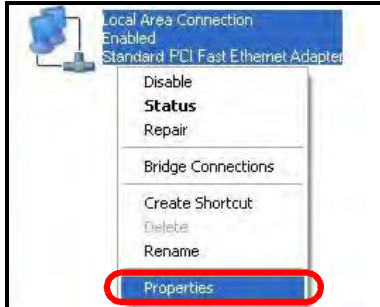 Local Area Connection
Enabled
Standard PCI Fast Ethernet Adapter
Disable
Status
Repair
Bridge Connections
Create Shortcut
Delete
Rename
Properties